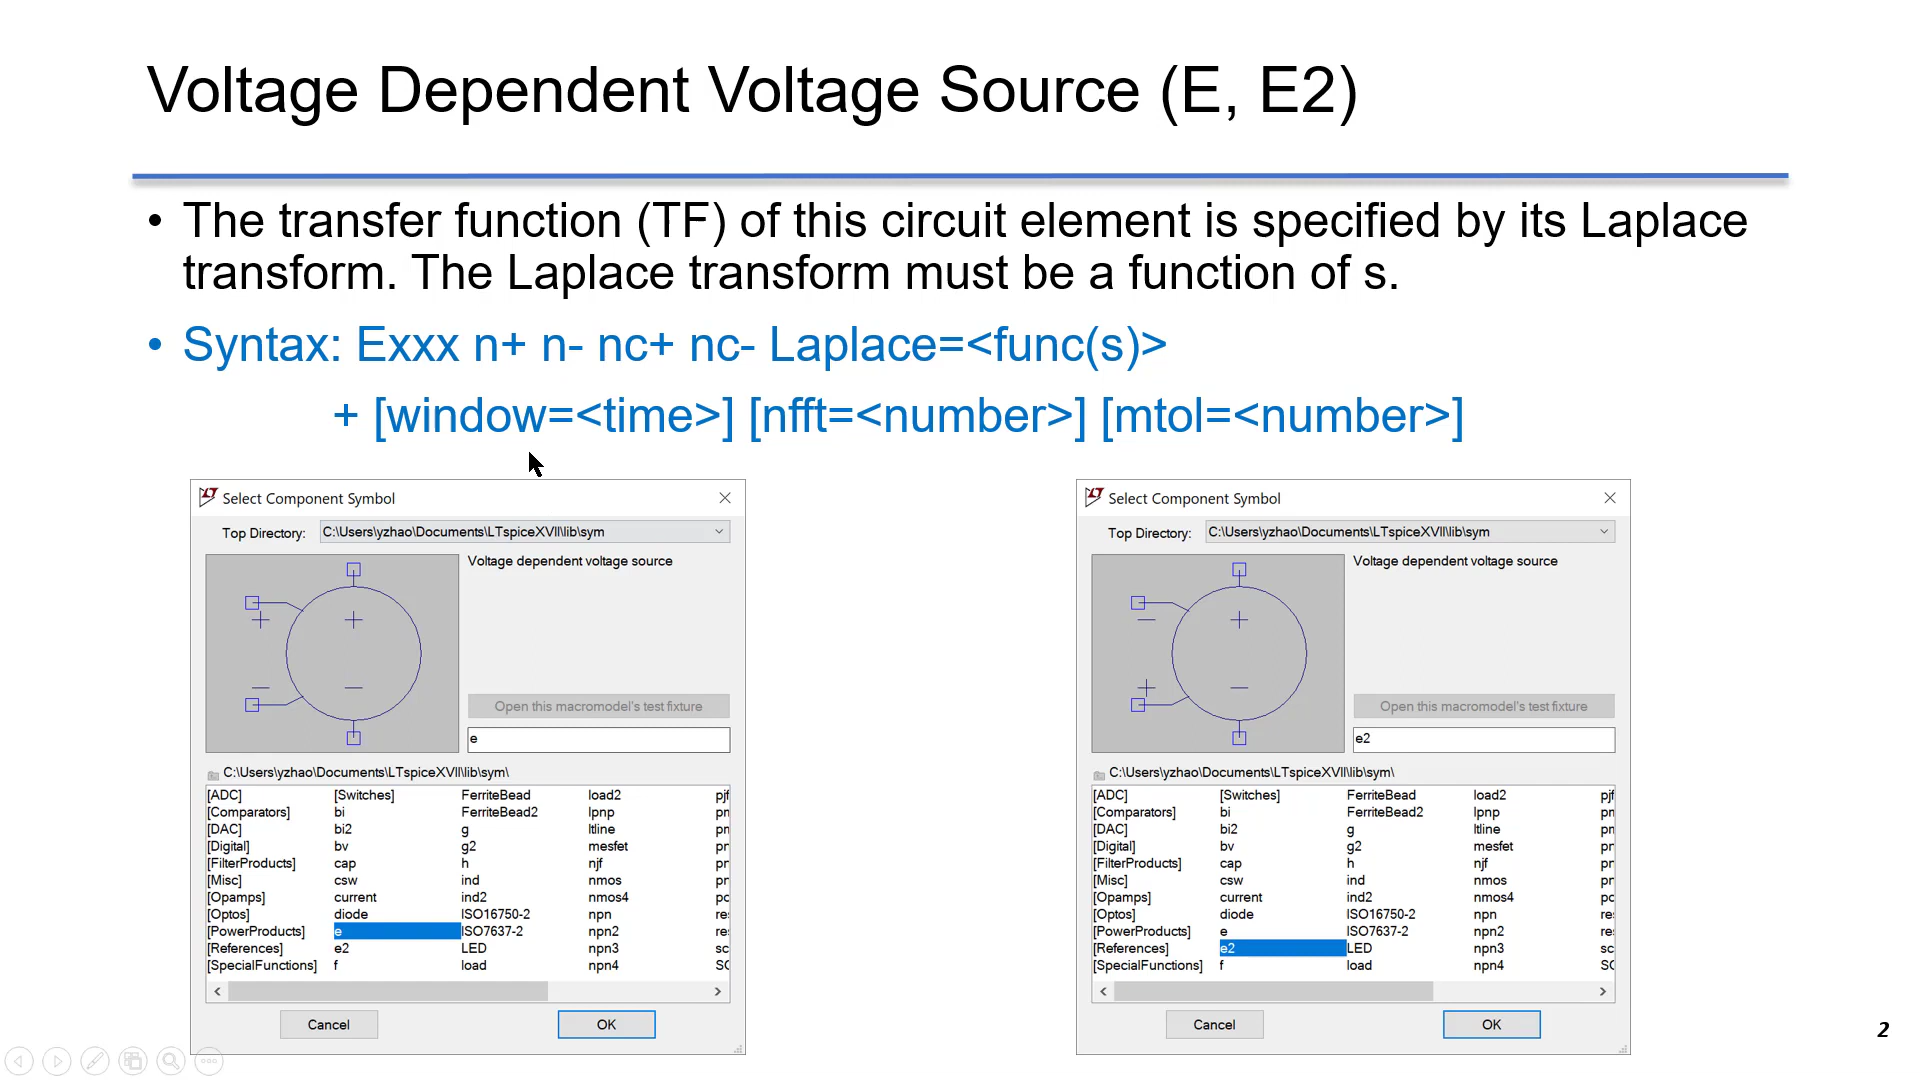 Voltage Dependent Voltage Source (E, E2)
• The transfer function (TF) of this circuit element is specified by its Laplace
transform. The Laplace transform must be a function of s.
• Syntax: Exxx n+ n- nc+ nc- Laplace=<func(s)>
+ [window=<time>] [nfft=<number>] [mtol=<number>]
Select Component Symbol
Top Directory: C:\Users\yzhao\Documents\LTspiceXVII\lib\sym
Voltage dependent voltage source
+ +
− −
Open this macromodel's test fixture
e
C:\Users\yzhao\Documents\LTspiceXVII\lib\sym\
[ADC] [Switches] FerriteBead load2 pjf
[Comparators] bi FerriteBead2 lpnp
[DAC] bi2 g ltline
[Digital] bv g2 mesfet
[FilterProducts] cap h njf
[Misc] csw ind nmos
[Opamps] current ind2 nmos4
[Optos] diode ISO16750-2 npn
[PowerProducts] e ISO7637-2 npn2
[References] e2 LED npn3
[SpecialFunctions] f load npn4
Cancel OK
Select Component Symbol
Top Directory: C:\Users\yzhao\Documents\LTspiceXVII\lib\sym
Voltage dependent voltage source
− +
+ −
Open this macromodel's test fixture
e2
C:\Users\yzhao\Documents\LTspiceXVII\lib\sym\
[ADC] [Switches] FerriteBead load2 pjf
[Comparators] bi FerriteBead2 lpnp
[DAC] bi2 g ltline
[Digital] bv g2 mesfet
[FilterProducts] cap h njf
[Misc] csw ind nmos
[Opamps] current ind2 nmos4
[Optos] diode ISO16750-2 npn
[PowerProducts] e ISO7637-2 npn2
[References] e2 LED npn3
[SpecialFunctions] f load npn4
Cancel OK
2